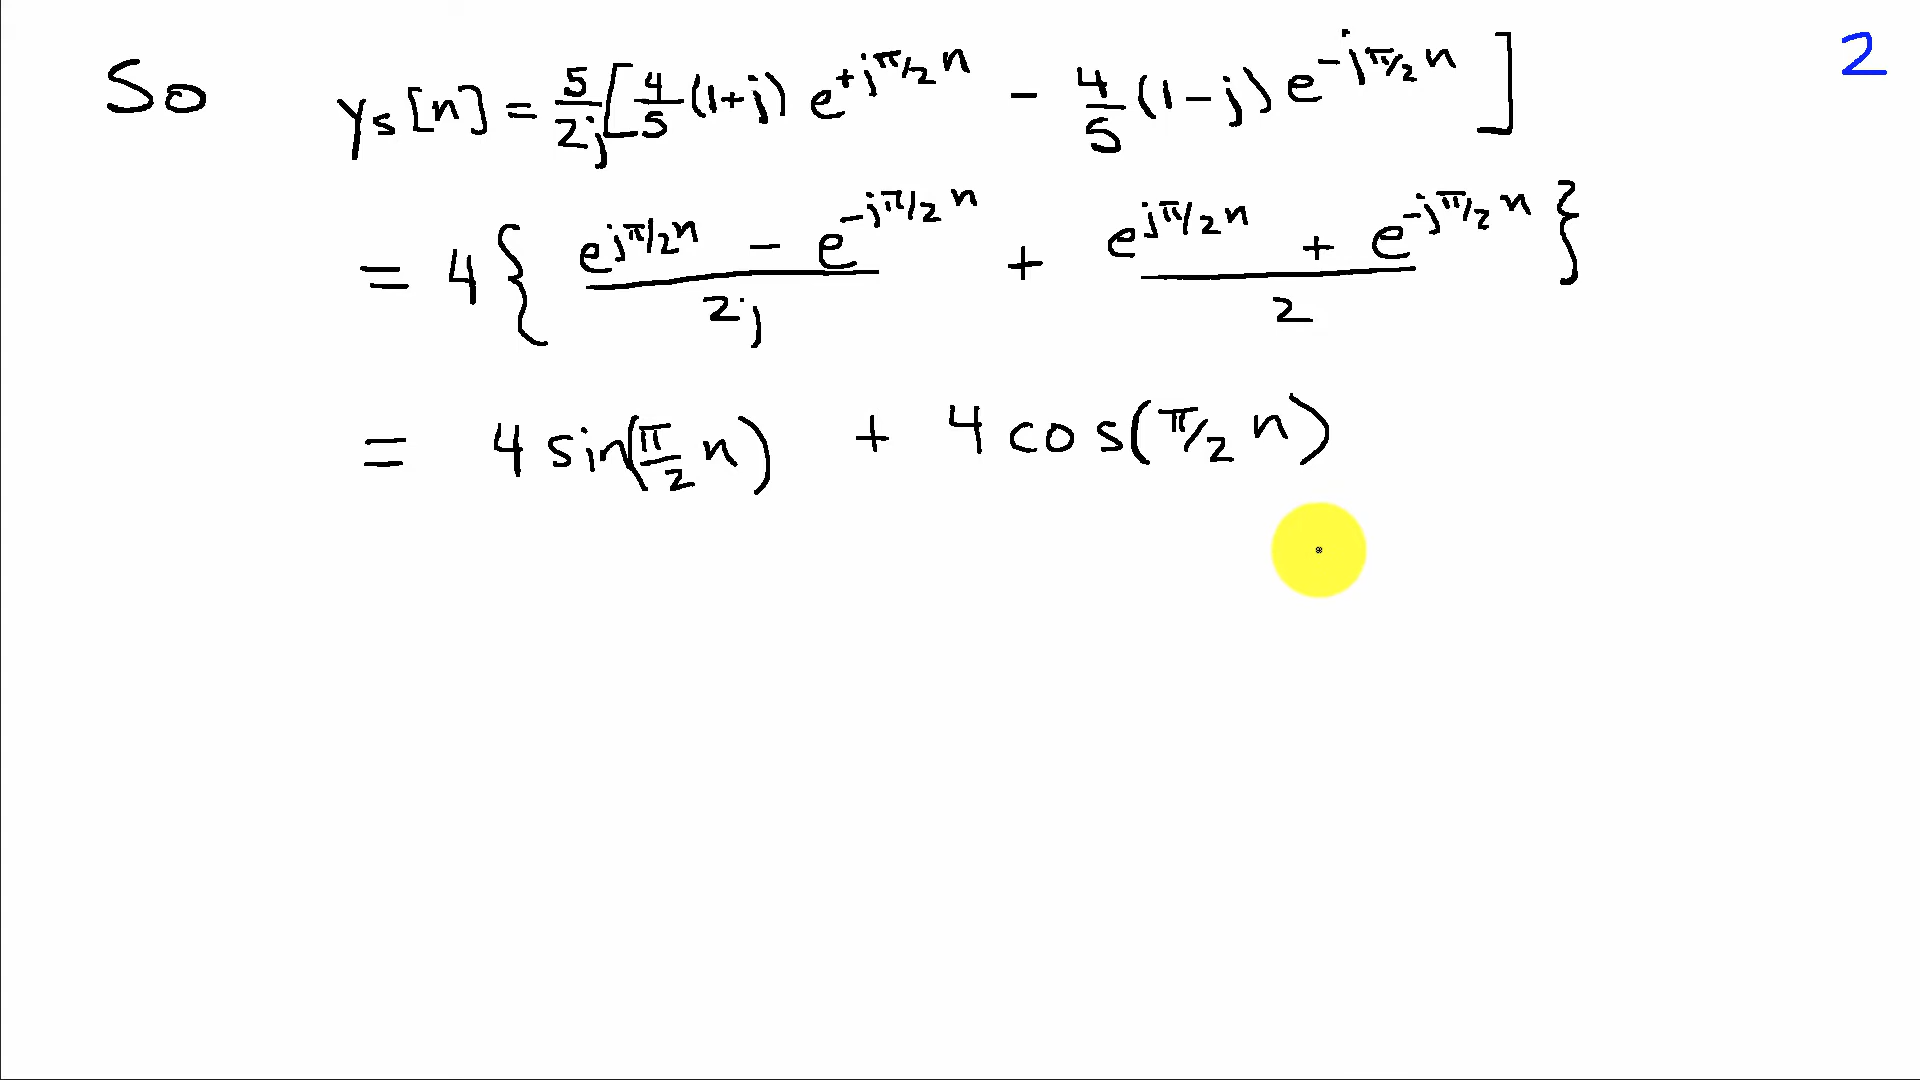 2
So y_s[n] = 5/2j [4/5 (1+j) e^{+jπ/2 n} - 4/5 (1-j) e^{-jπ/2 n}]
= 4 { (e^{jπ/2 n} - e^{-jπ/2 n})/2j + (e^{jπ/2 n} + e^{-jπ/2 n})/2 }
= 4 sin(π/2 n) + 4 cos(π/2 n)